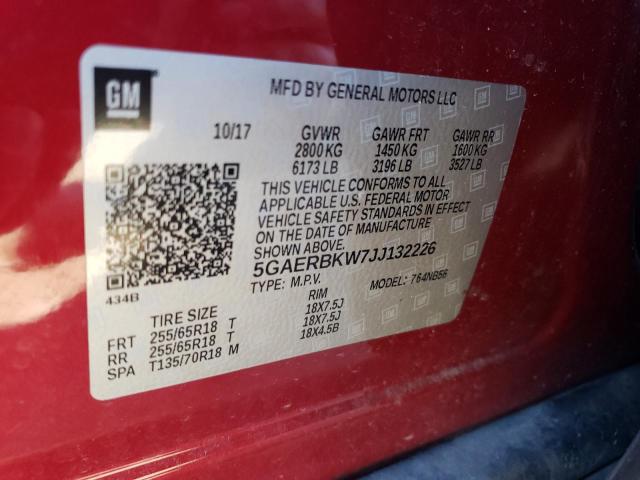 GM
MFD BY GENERAL MOTORS LLC
10/17 GVWR GAWR FRT GAWR RR
2800 KG 1450 KG 1600 KG
6173 LB 3196 LB 3527 LB
THIS VEHICLE CONFORMS TO ALL
APPLICABLE U.S. FEDERAL MOTOR
VEHICLE SAFETY STANDARDS IN EFFECT
ON THE DATE OF MANUFACTURE
SHOWN ABOVE.
5GAERBKW7JJ132226
TYPE: M.P.V. MODEL: 764NB56
434B
TIRE SIZE RIM
FRT 255/65R18 T 18X7.5J
RR 255/65R18 T 18X7.5J
SPA T135/70R18 M 18X4.5B